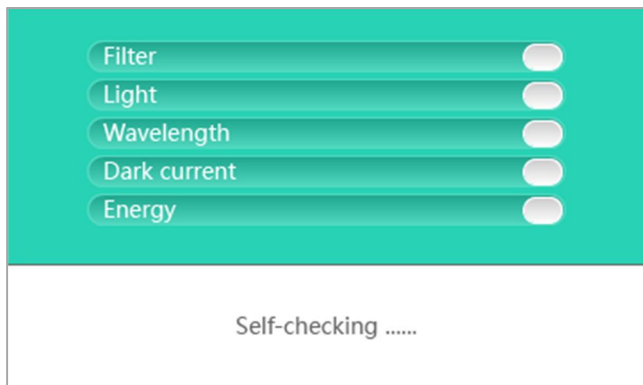 Filter
Light
Wavelength
Dark current
Energy
Self-checking ......